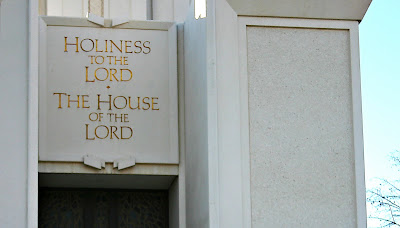 HOLINESS
TO THE
LORD
THE HOUSE
OF THE
LORD